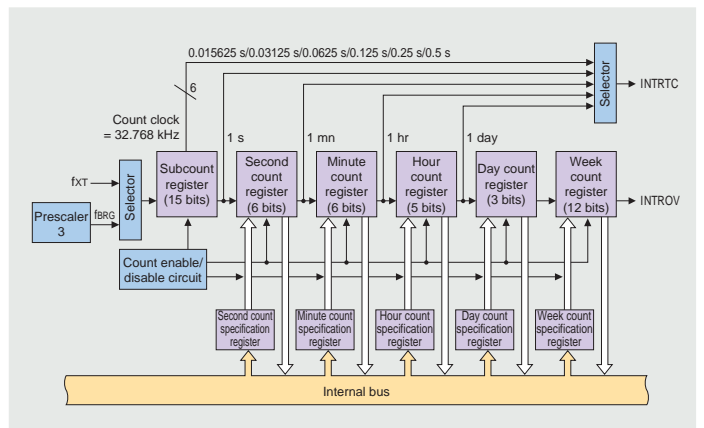 0.015625 s/0.03125 s/0.0625 s/0.125 s/0.25 s/0.5 s
6
Selector
INTRTC
Count clock
= 32.768 kHz
1 s
1 mn
1 hr
1 day
fXT
Prescaler
3
fBRG
Selector
Subcount
register
(15 bits)
Second
count
register
(6 bits)
Minute
count
register
(6 bits)
Hour
count
register
(5 bits)
Day count
register
(3 bits)
Week
count
register
(12 bits)
INTROV
Count enable/
disable circuit
Second count
specification
register
Minute count
specification
register
Hour count
specification
register
Day count
specification
register
Week count
specification
register
Internal bus